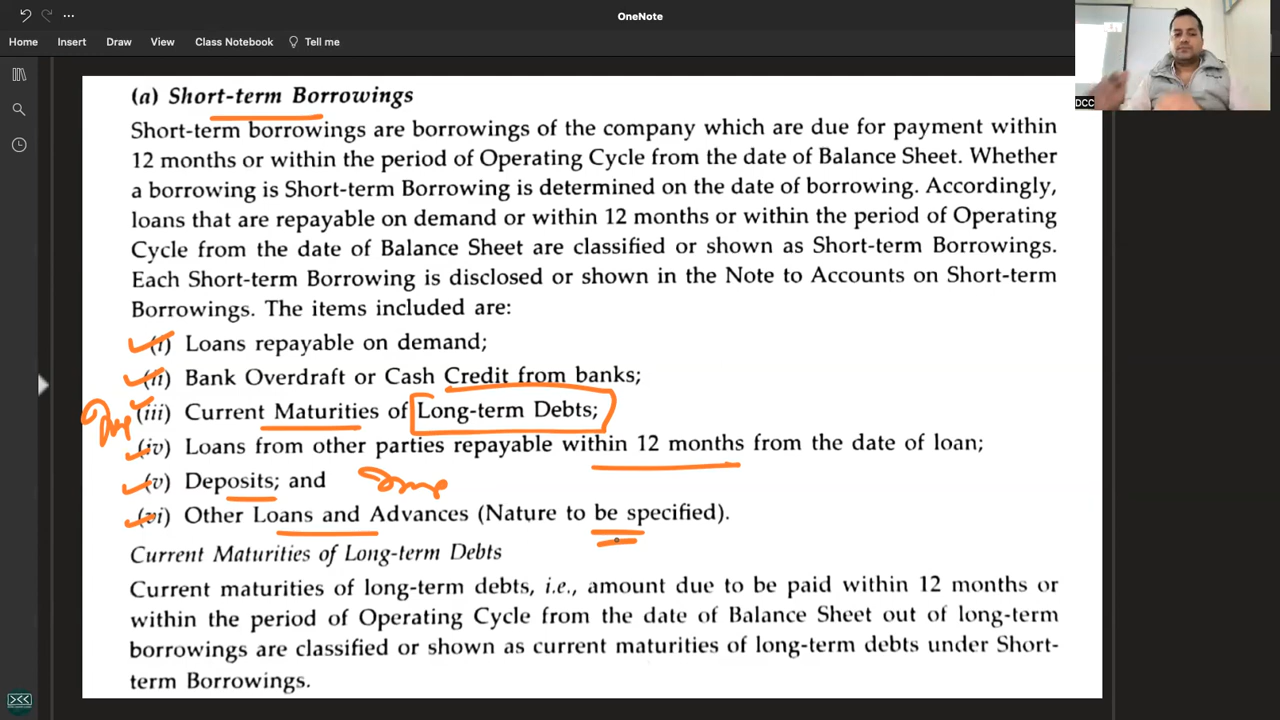 OneNote
Home Insert Draw View Class Notebook Tell me
DCC
(a) Short-term Borrowings
Short-term borrowings are borrowings of the company which are due for payment within
12 months or within the period of Operating Cycle from the date of Balance Sheet. Whether
a borrowing is Short-term Borrowing is determined on the date of borrowing. Accordingly,
loans that are repayable on demand or within 12 months or within the period of Operating
Cycle from the date of Balance Sheet are classified or shown as Short-term Borrowings.
Each Short-term Borrowing is disclosed or shown in the Note to Accounts on Short-term
Borrowings. The items included are:
(i) Loans repayable on demand;
(ii) Bank Overdraft or Cash Credit from banks;
(iii) Current Maturities of Long-term Debts;
(iv) Loans from other parties repayable within 12 months from the date of loan;
(v) Deposits; and
(vi) Other Loans and Advances (Nature to be specified).
Current Maturities of Long-term Debts
Current maturities of long-term debts, i.e., amount due to be paid within 12 months or
within the period of Operating Cycle from the date of Balance Sheet out of long-term
borrowings are classified or shown as current maturities of long-term debts under Short-
term Borrowings.